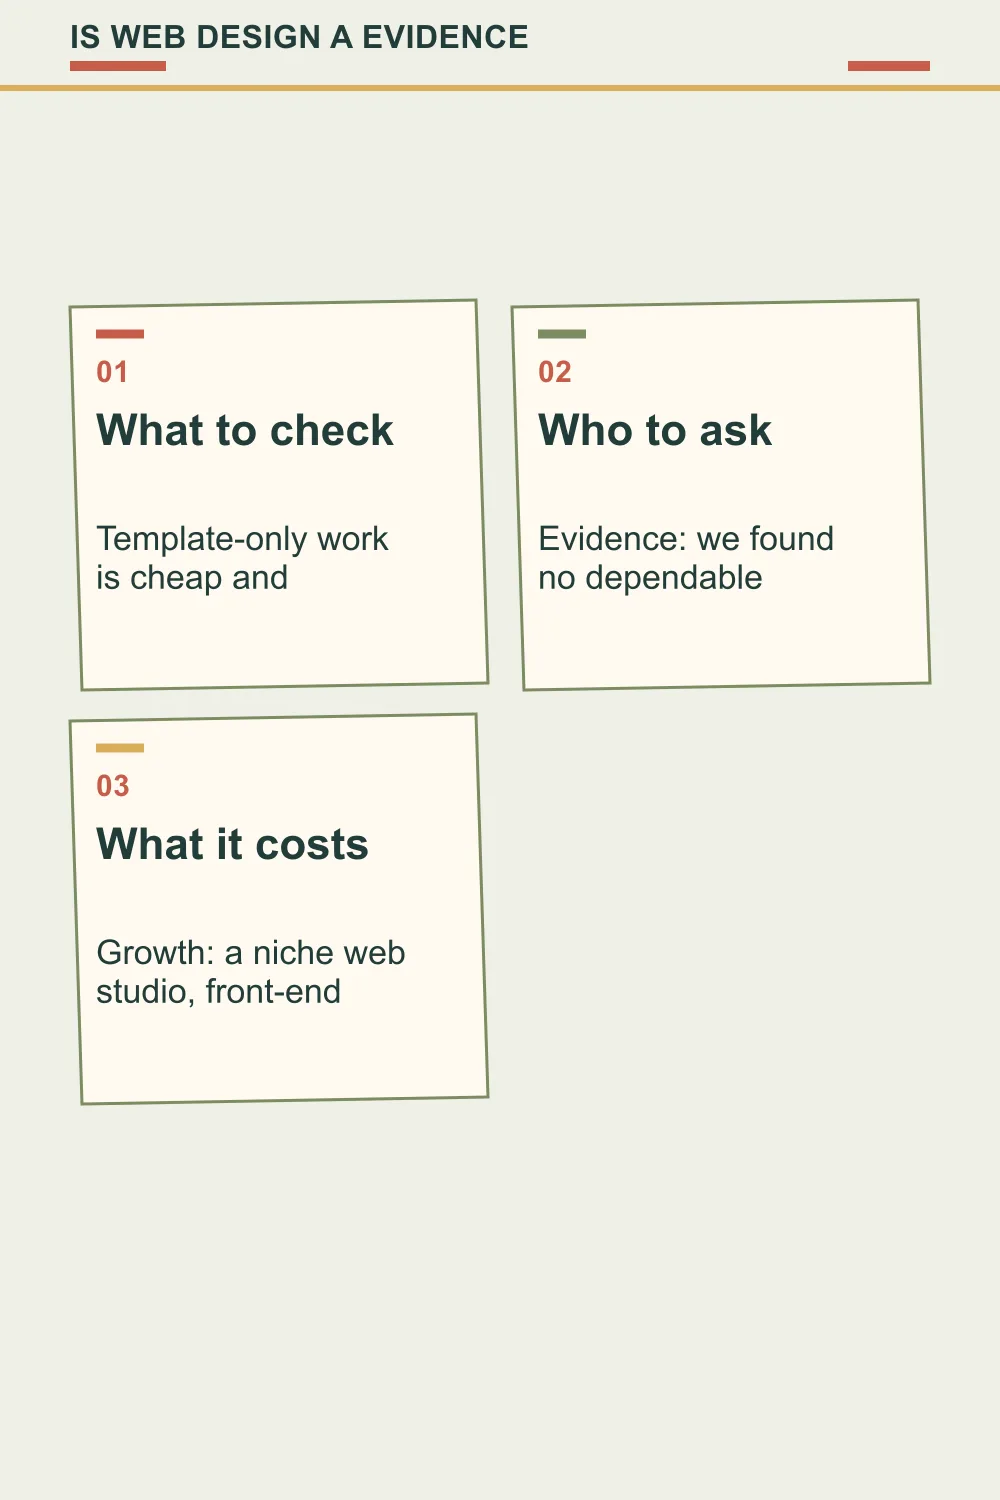 IS WEB DESIGN A EVIDENCE
01
What to check
Template-only work
is cheap and
02
Who to ask
Evidence: we found
no dependable
03
What it costs
Growth: a niche web
studio, front-end